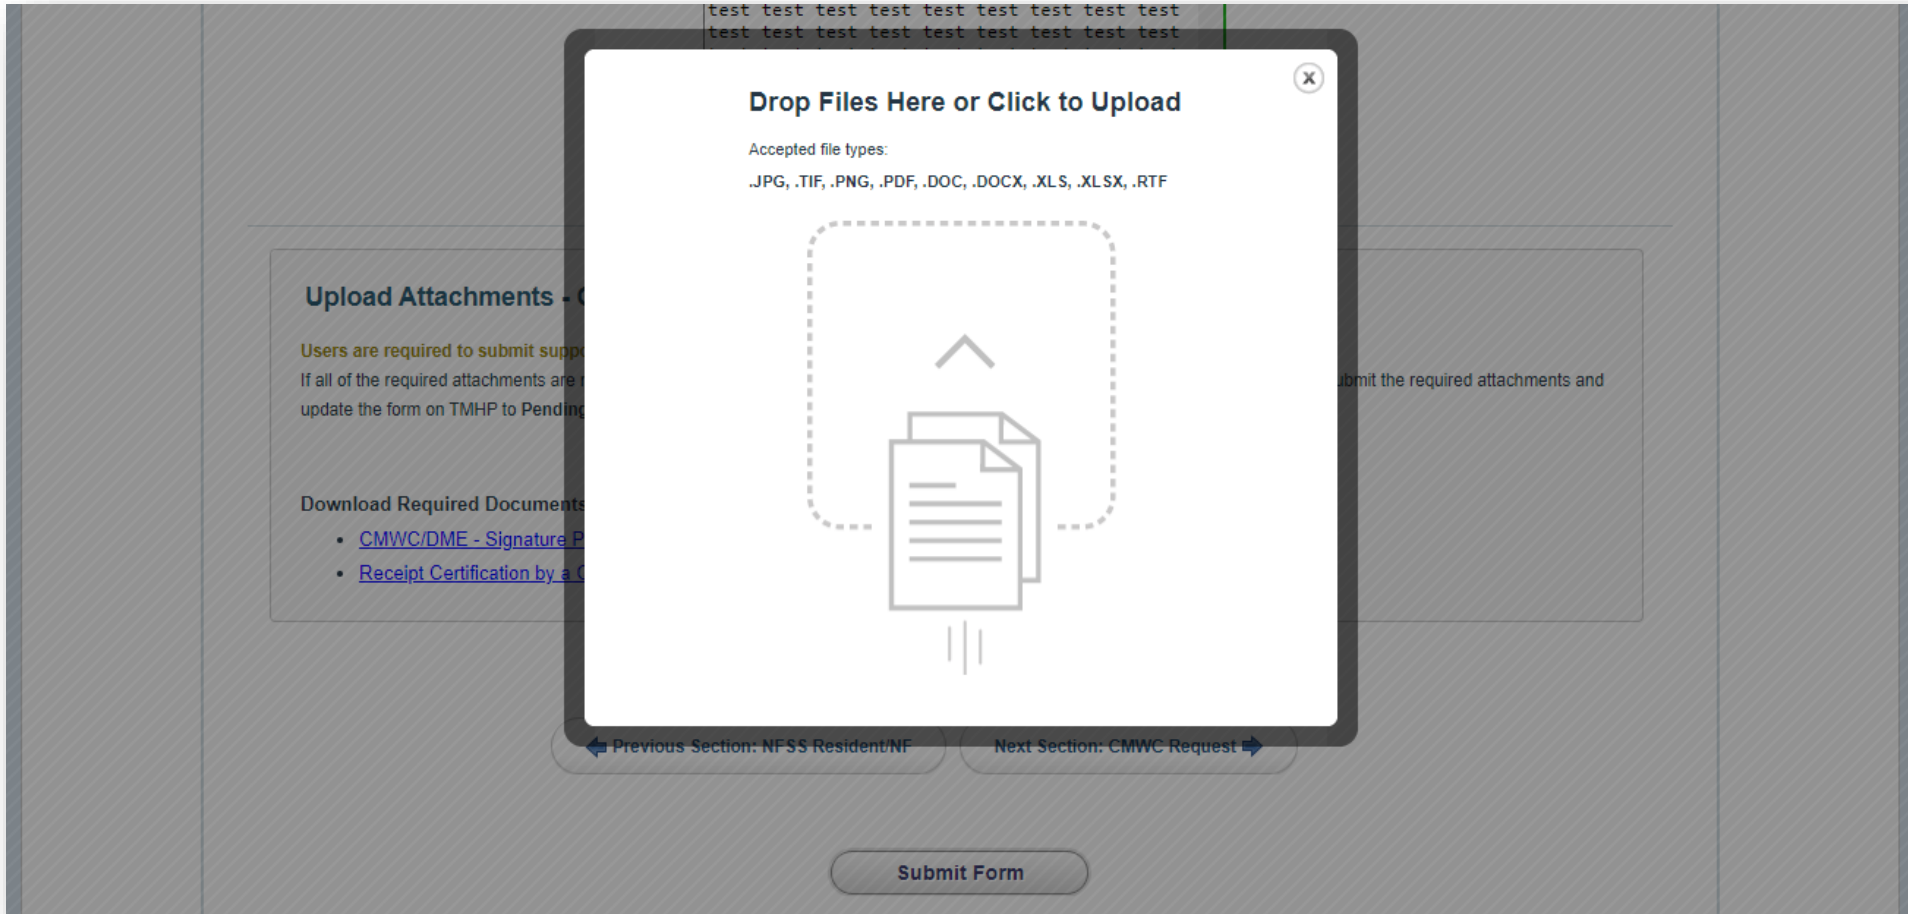 test test test test test test test test test
test test test test test test test test test
x
Drop Files Here or Click to Upload
Accepted file types:
.JPG, .TIF, .PNG, .PDF, .DOC, .DOCX, .XLS, .XLSX, .RTF
Upload Attachments -
Users are required to submit
If all of the required attachments are
the required attachments and
update the form on TMHP to Pending
Download Required Documents
• CMWC/DME - Signature
• Receipt Certification by a
Previous Section: NFSS Resident/NF
Next Section: CMWC Request
Submit Form